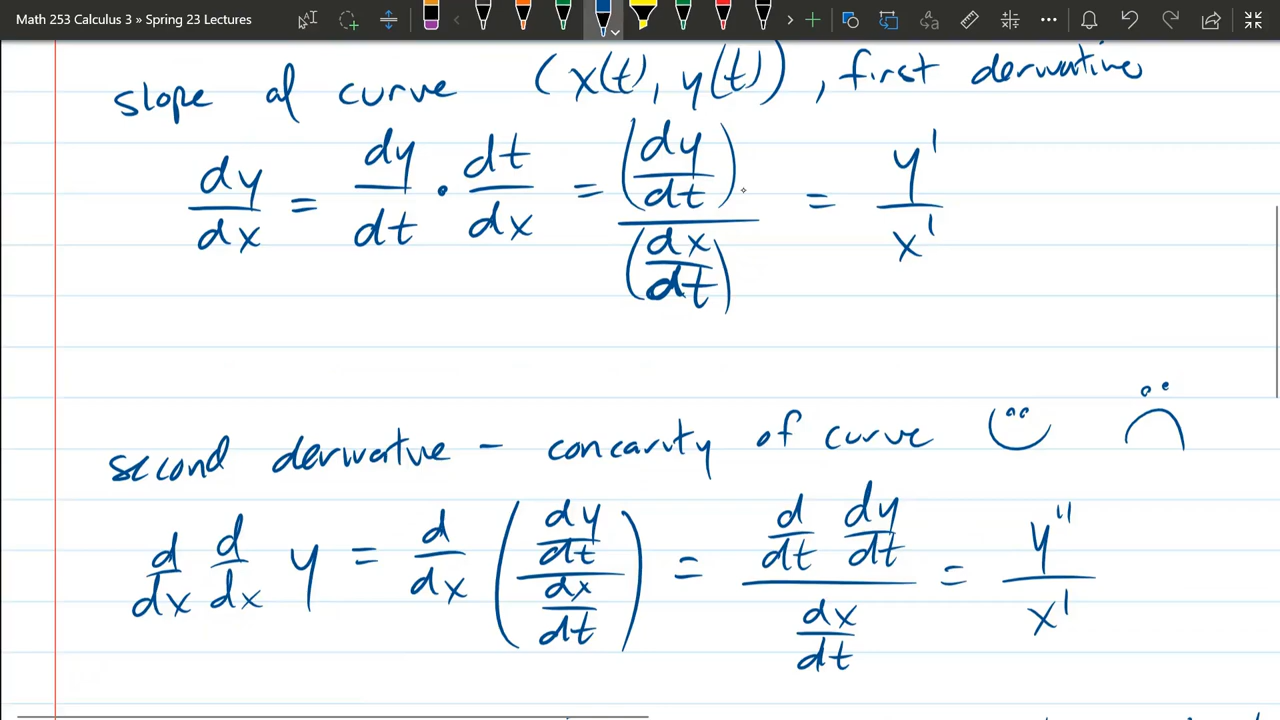 Math 253 Calculus 3 » Spring 23 Lectures
slope of curve (x(t), y(t)), first derivative
dy/dx = dy/dt · dt/dx = (dy/dt)/(dx/dt) = y'/x'
second derivative - concavity of curve
d/dx d/dx y = d/dx ((dy/dt)/(dx/dt)) = (d/dt dy/dt)/(dx/dt) = y''/x'